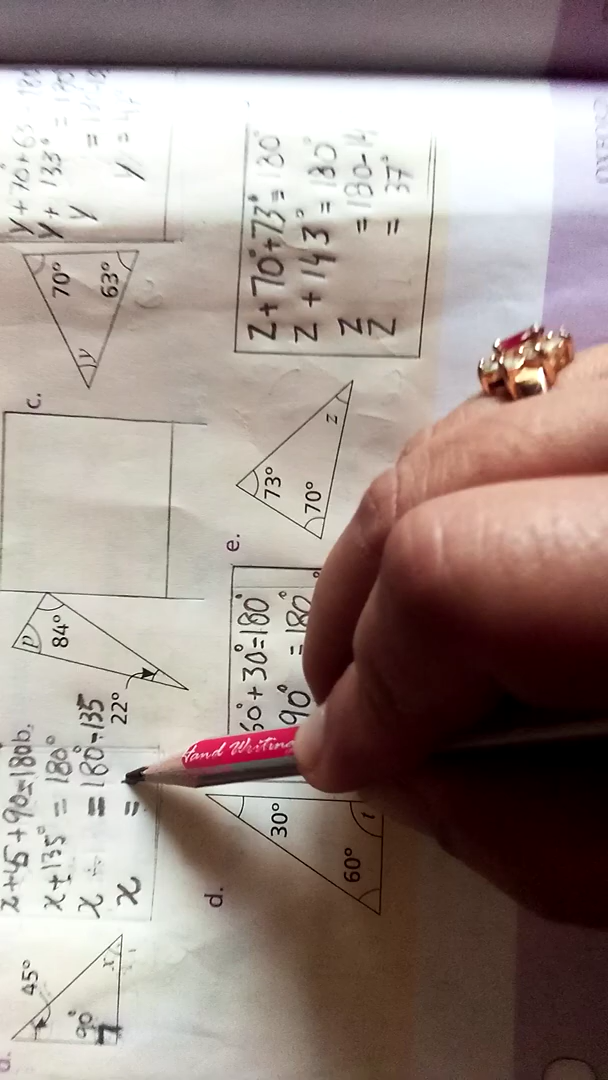 a.
45°
90°
x
x+45+90=180
x+135°=180°
x = 180°-135
x =
b.
p
84°
22°
c.
70°
63°
y
y+70°+63
y+ 133°
y
y
d.
30°
60°
i
60°+30°=180°
90° =180°
Hand Writing
e.
73°
70°
z
z+70°+73°=180°
z+143°=180°
z =180-14
z = 37°